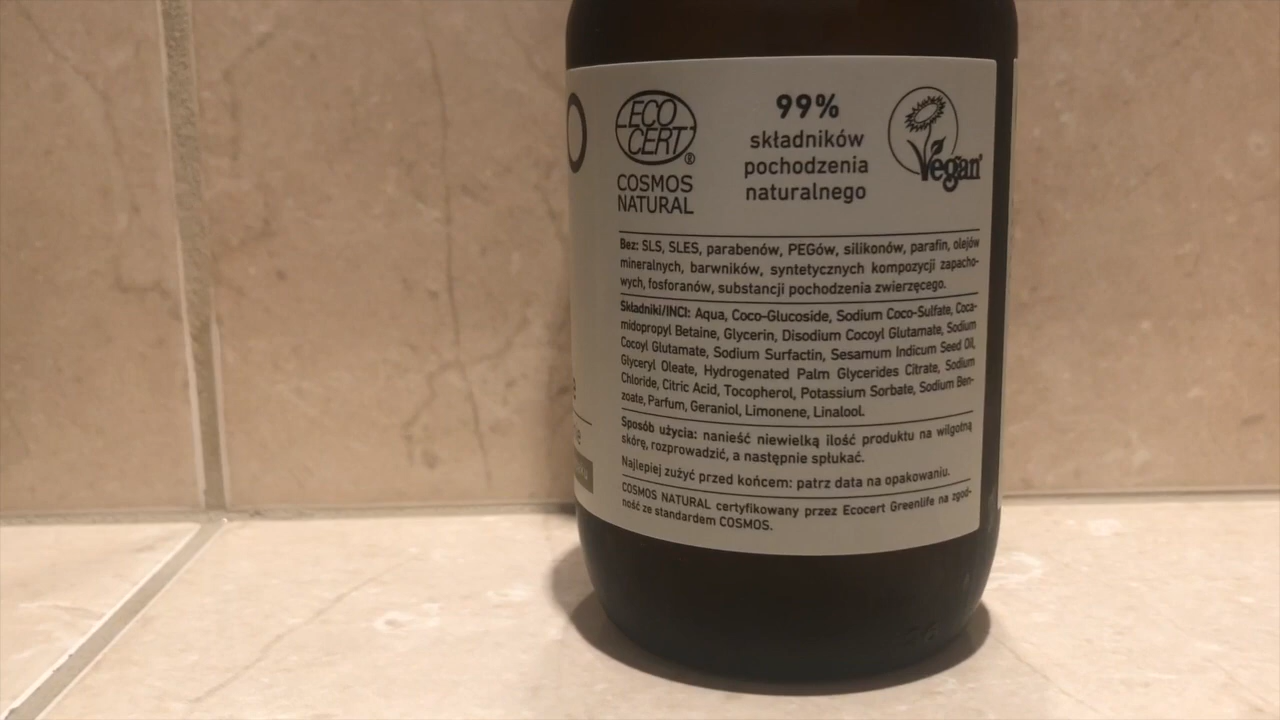 ECO
CERT®
COSMOS
NATURAL
99%
składników
pochodzenia
naturalnego
Vegan
Bez: SLS, SLES, parabenów, PEGów, silikonów, parafin, olejów
mineralnych, barwników, syntetycznych kompozycji zapacho-
wych, fosforanów, substancji pochodzenia zwierzęcego.
Składniki/INCI: Aqua, Coco-Glucoside, Sodium Coco-Sulfate, Coca-
midopropyl Betaine, Glycerin, Disodium Cocoyl Glutamate, Sodium
Cocoyl Glutamate, Sodium Surfactin, Sesamum Indicum Seed Oil,
Glyceryl Oleate, Hydrogenated Palm Glycerides Citrate, Sodium
Chloride, Citric Acid, Tocopherol, Potassium Sorbate, Sodium Ben-
zoate, Parfum, Geraniol, Limonene, Linalool.
Sposób użycia: nanieść niewielką ilość produktu na wilgotną
skórę, rozprowadzić, a następnie spłukać.
Najlepiej zużyć przed końcem: patrz data na opakowaniu.
COSMOS NATURAL certyfikowany przez Ecocert Greenlife na zgod-
ność ze standardem COSMOS.